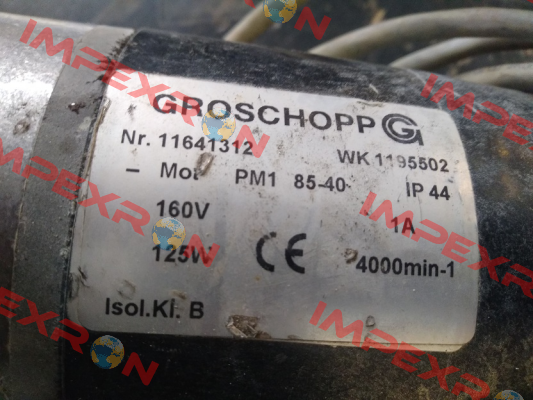 IMPEXRON
GROSCHOPP G
Nr. 11641312 WK 1195502
- Mot PM1 85-40 IP 44
160V 1A
125W CE 4000min-1
Isol.Kl. B
IMPEXRON
IMPEXRON
IMPEXRON